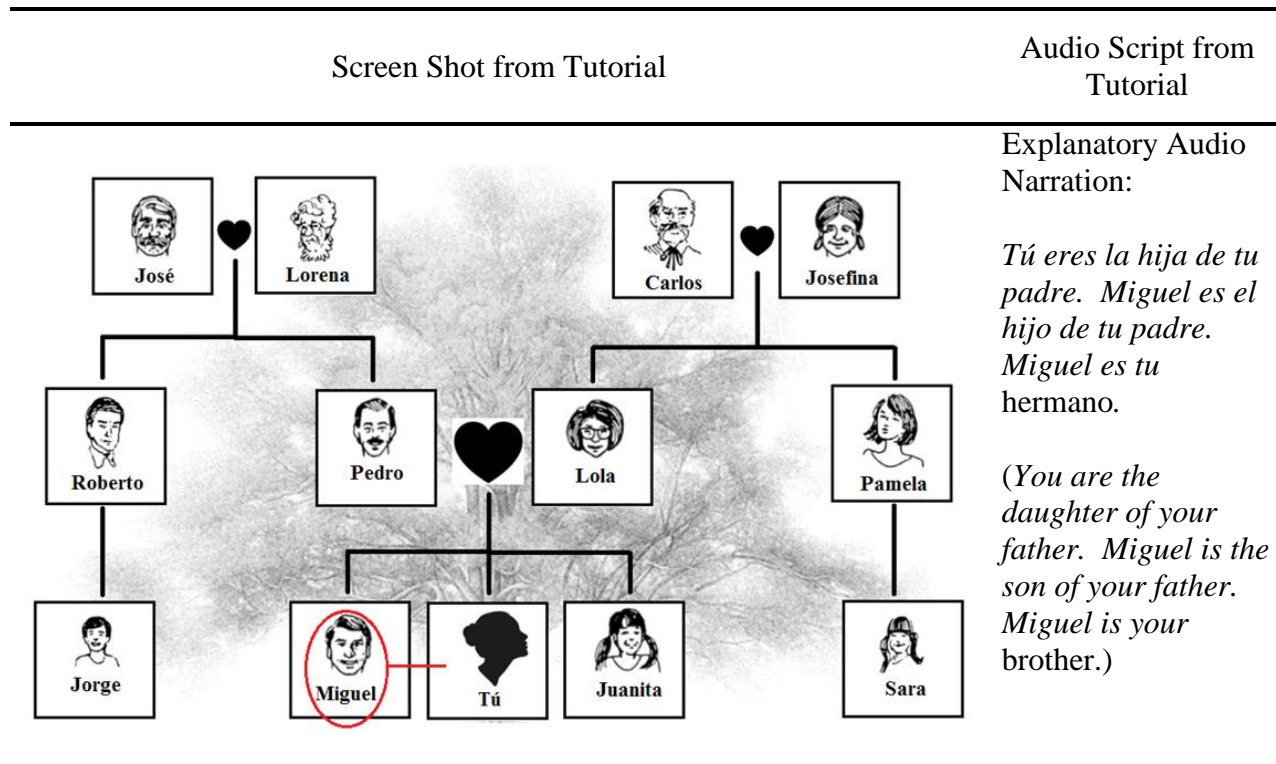 Screen Shot from Tutorial
Audio Script from
Tutorial
José
Lorena
Carlos
Josefina
Roberto
Pedro
Lola
Pamela
Jorge
Miguel
Tú
Juanita
Sara
Explanatory Audio
Narration:
Tú eres la hija de tu
padre. Miguel es el
hijo de tu padre.
Miguel es tu
hermano.
(You are the
daughter of your
father. Miguel is the
son of your father.
Miguel is your
brother.)